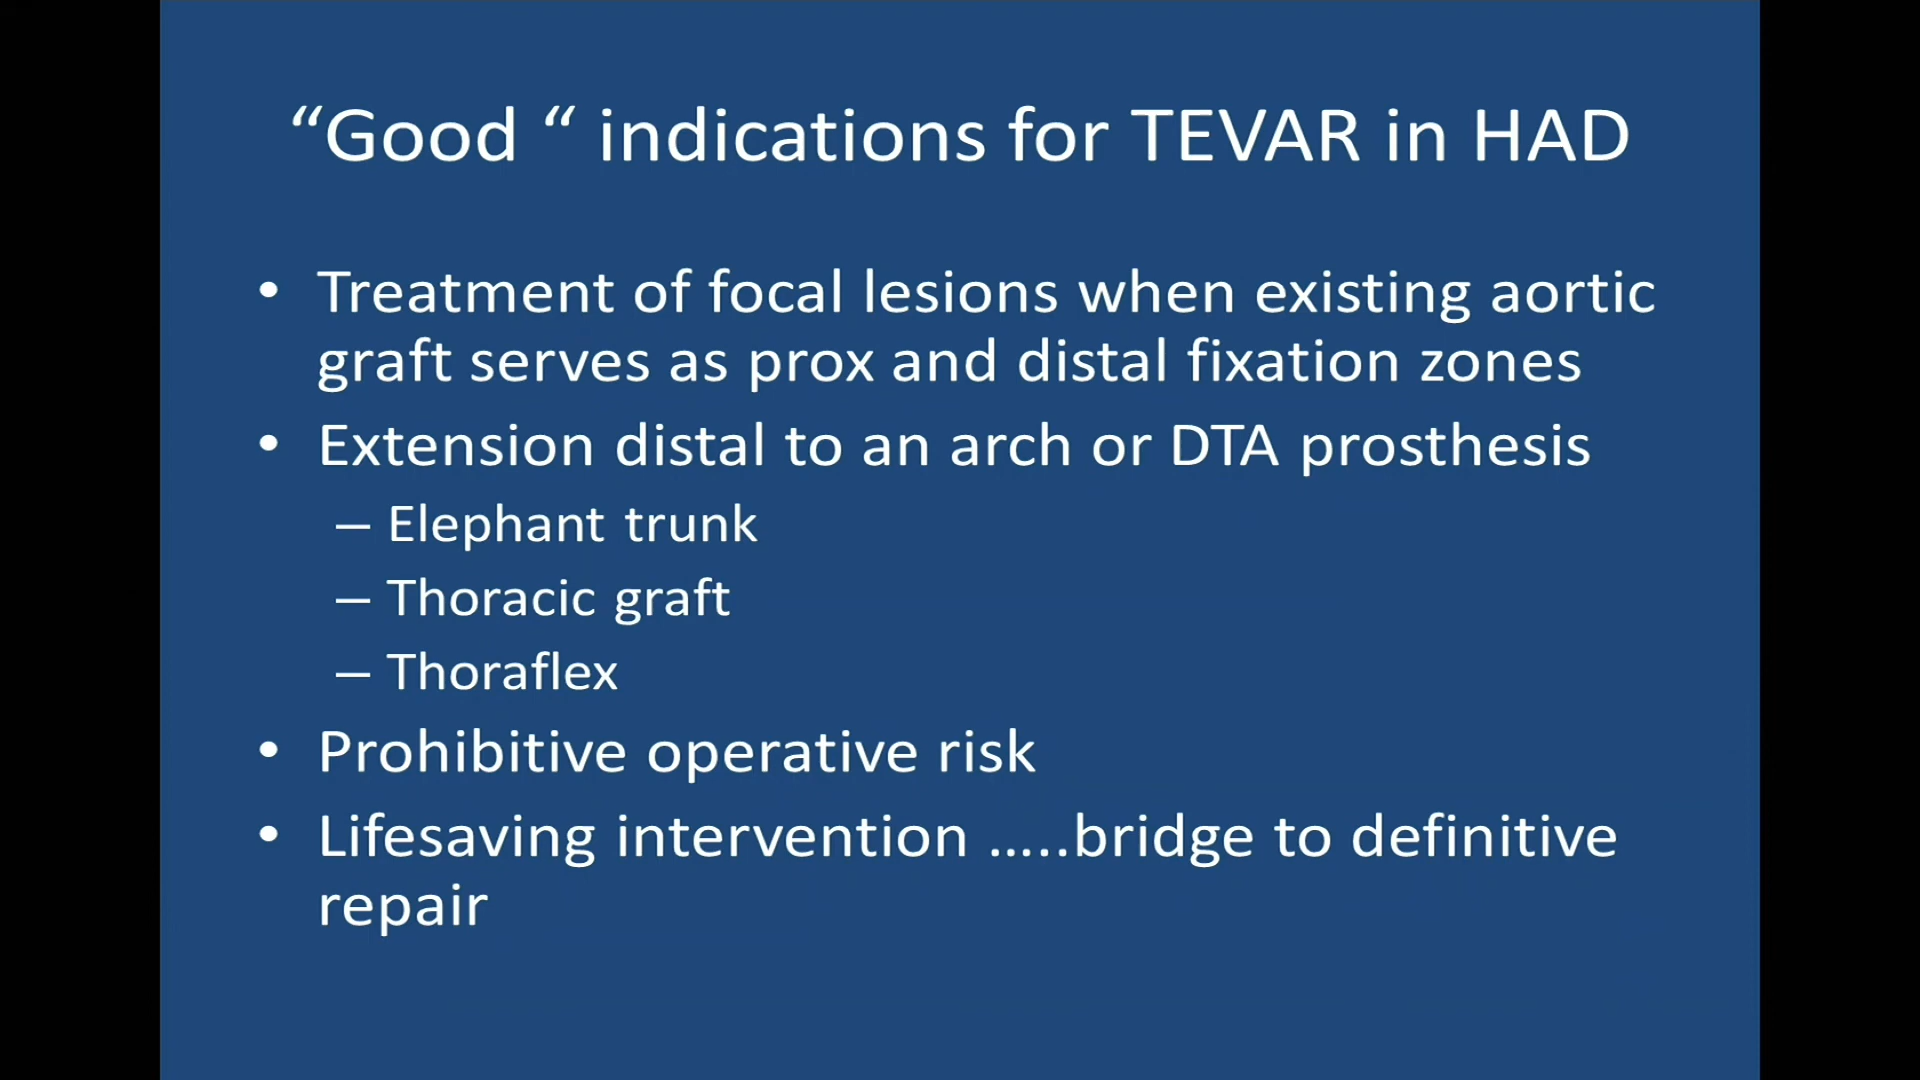 “Good “ indications for TEVAR in HAD
• Treatment of focal lesions when existing aortic
graft serves as prox and distal fixation zones
• Extension distal to an arch or DTA prosthesis
– Elephant trunk
– Thoracic graft
– Thoraflex
• Prohibitive operative risk
• Lifesaving intervention …..bridge to definitive
repair